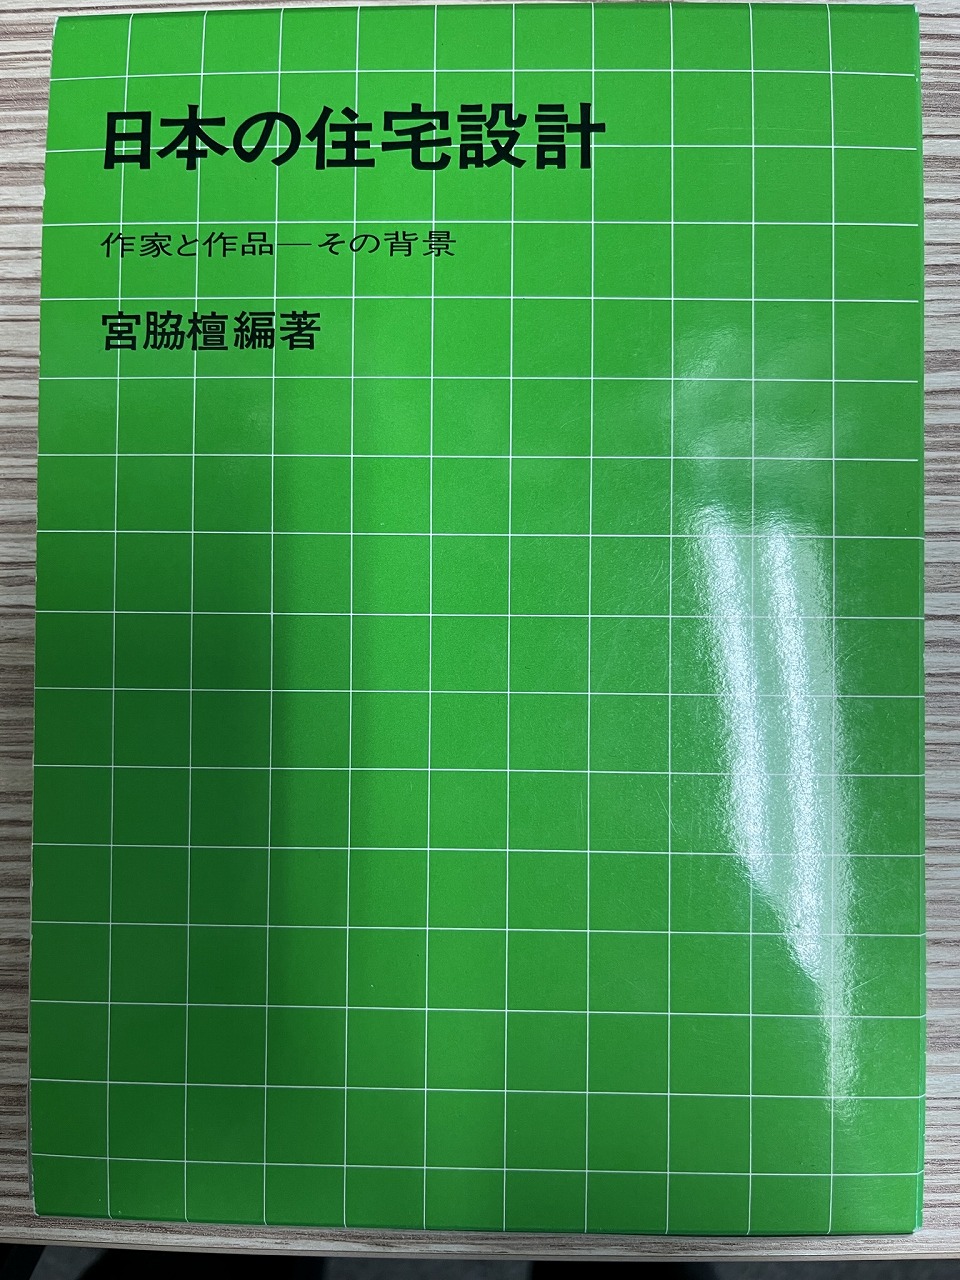 日本の住宅設計
作家と作品―その背景
宮脇檀編著